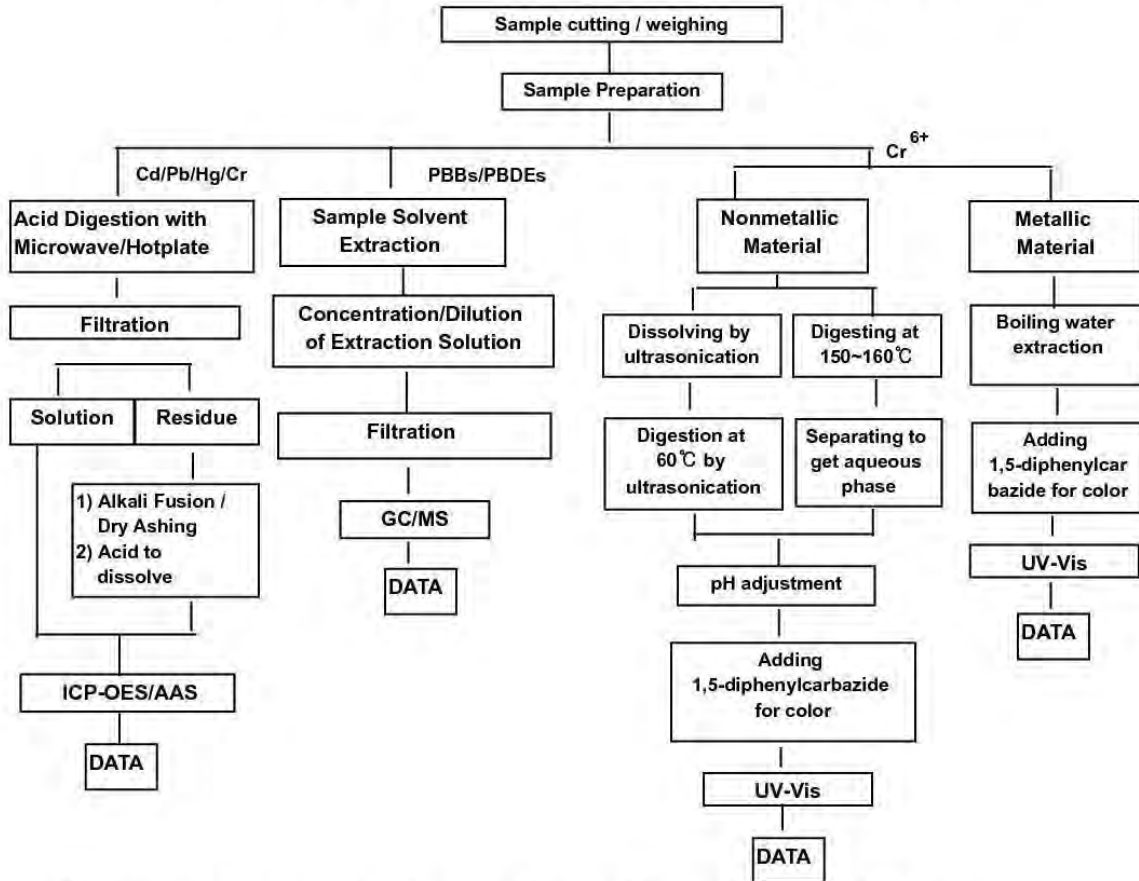 Sample cutting / weighing
Sample Preparation
Cr6+
Cd/Pb/Hg/Cr
PBBs/PBDEs
Acid Digestion with
Microwave/Hotplate
Filtration
Solution
Residue
1) Alkali Fusion /
Dry Ashing
2) Acid to
dissolve
ICP-OES/AAS
DATA
Sample Solvent
Extraction
Concentration/Dilution
of Extraction Solution
Filtration
GC/MS
DATA
Nonmetallic
Material
Dissolving by
ultrasonication
Digestion at
60℃ by
ultrasonication
Digesting at
150~160℃
Separating to
get aqueous
phase
pH adjustment
Adding
1,5-diphenylcarbazide
for color
UV-Vis
DATA
Metallic
Material
Boiling water
extraction
Adding
1,5-diphenylcar
bazide for color
UV-Vis
DATA